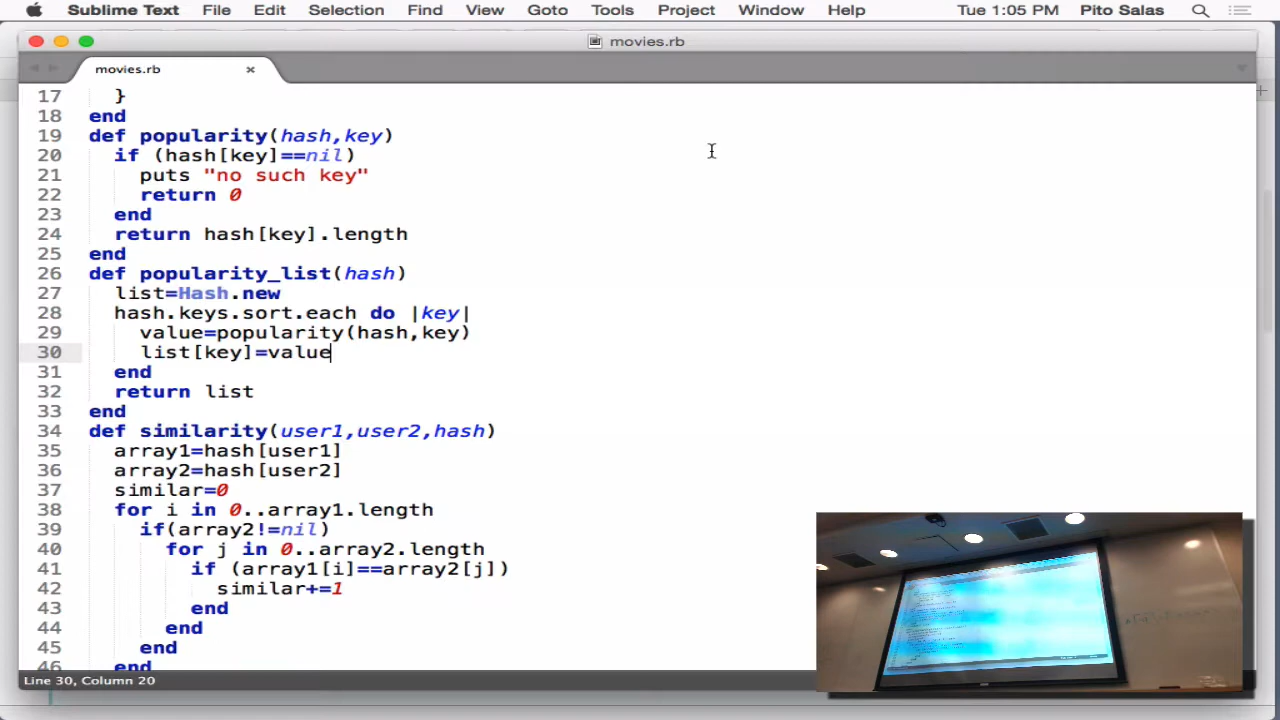 Sublime Text File Edit Selection Find View Goto Tools Project Window Help Tue 1:05 PM Pito Salas
movies.rb
movies.rb
17 }
18 end
19 def popularity(hash,key)
20 if (hash[key]==nil)
21 puts "no such key"
22 return 0
23 end
24 return hash[key].length
25 end
26 def popularity_list(hash)
27 list=Hash.new
28 hash.keys.sort.each do |key|
29 value=popularity(hash,key)
30 list[key]=value
31 end
32 return list
33 end
34 def similarity(user1,user2,hash)
35 array1=hash[user1]
36 array2=hash[user2]
37 similar=0
38 for i in 0..array1.length
39 if(array2!=nil)
40 for j in 0..array2.length
41 if (array1[i]==array2[j])
42 similar+=1
43 end
44 end
45 end
46 end
Line 30, Column 20